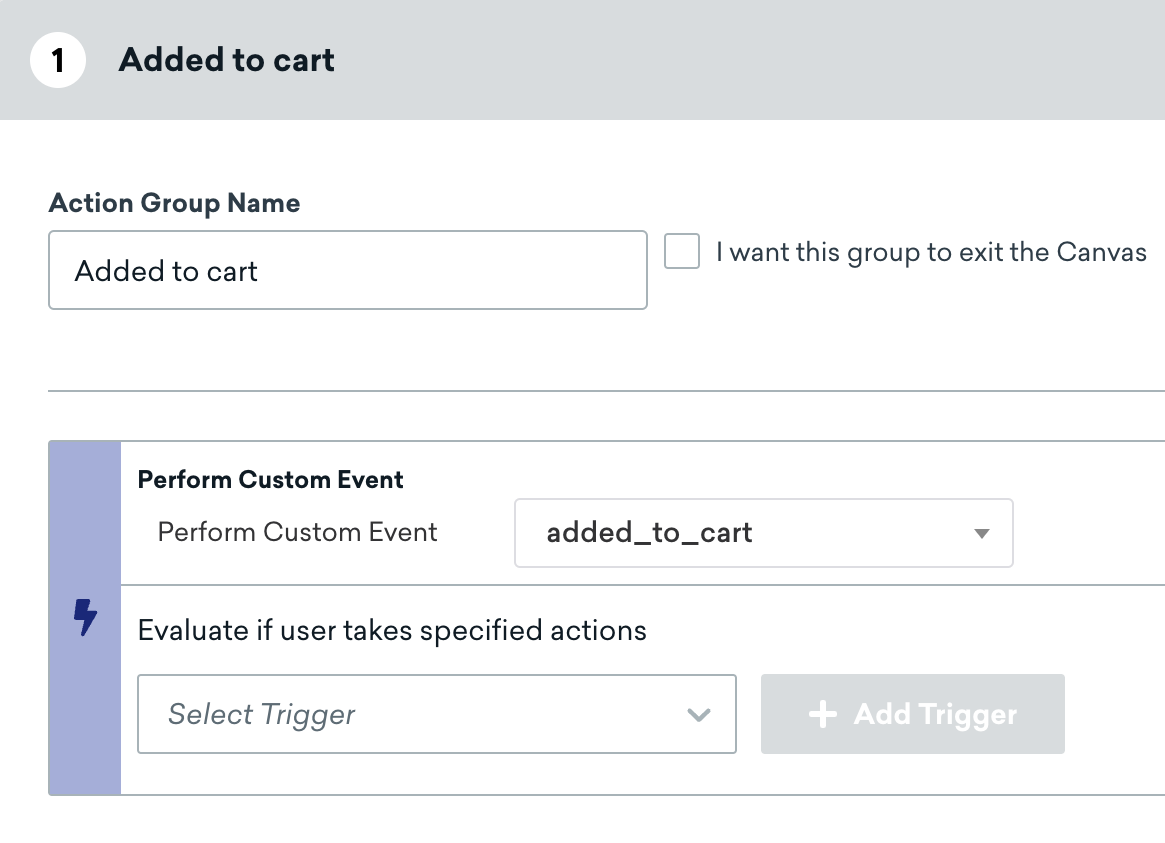 1 Added to cart
Action Group Name
Added to cart
I want this group to exit the Canvas
Perform Custom Event
Perform Custom Event added_to_cart
Evaluate if user takes specified actions
Select Trigger
Add Trigger